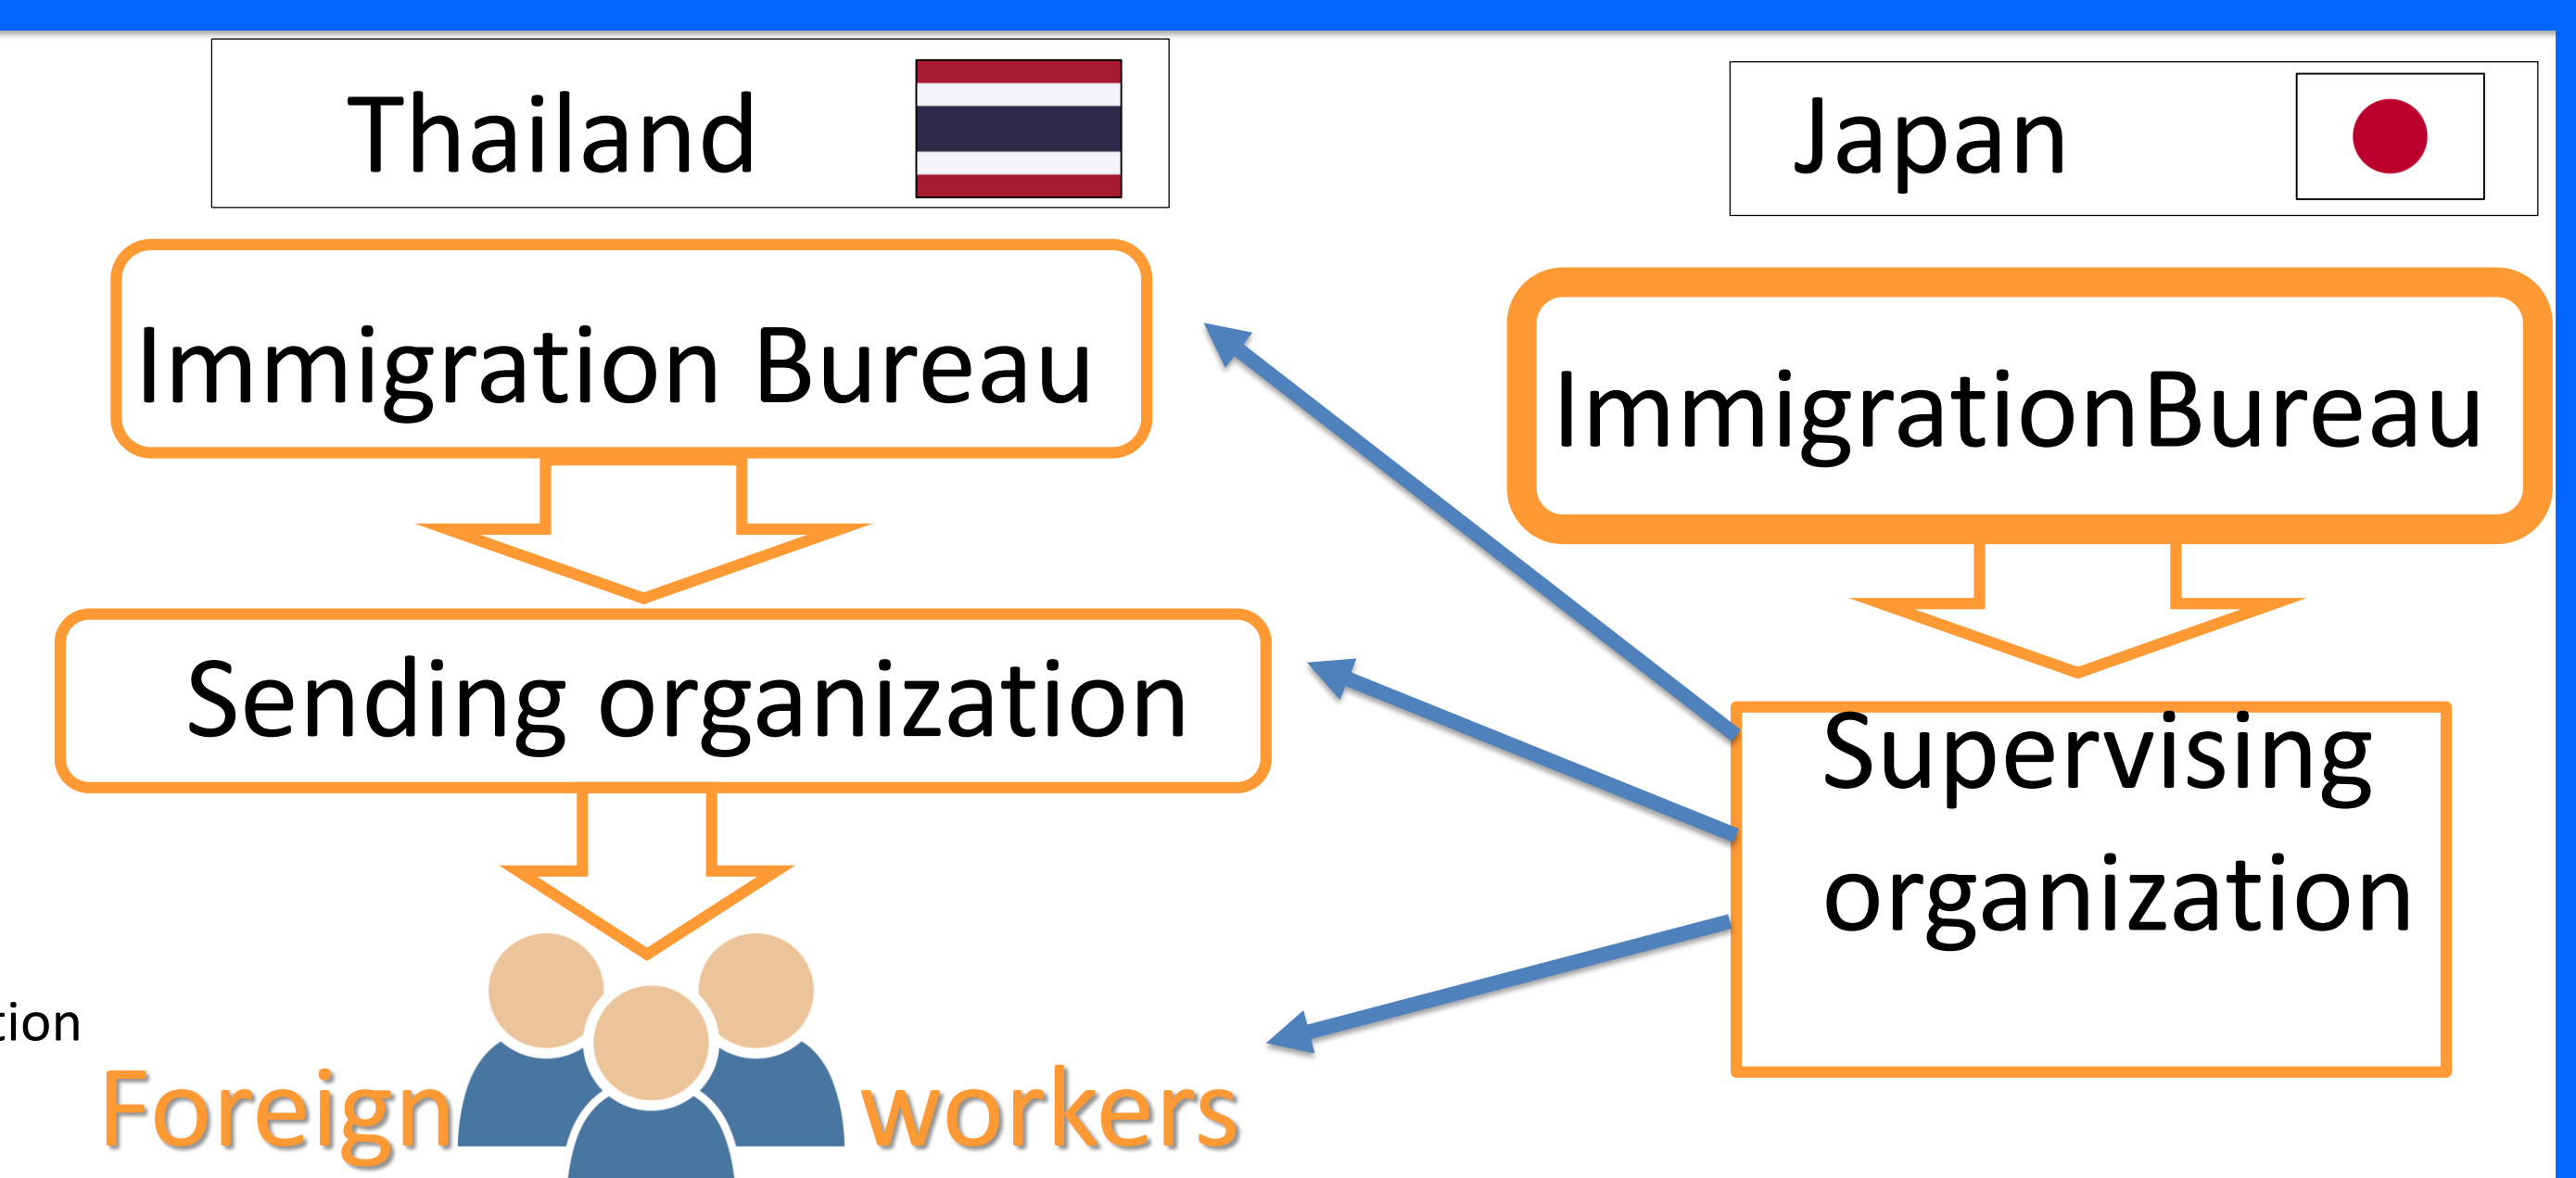 Thailand
Japan
Immigration Bureau
ImmigrationBureau
Sending organization
Supervising
organization
tion
Foreign workers